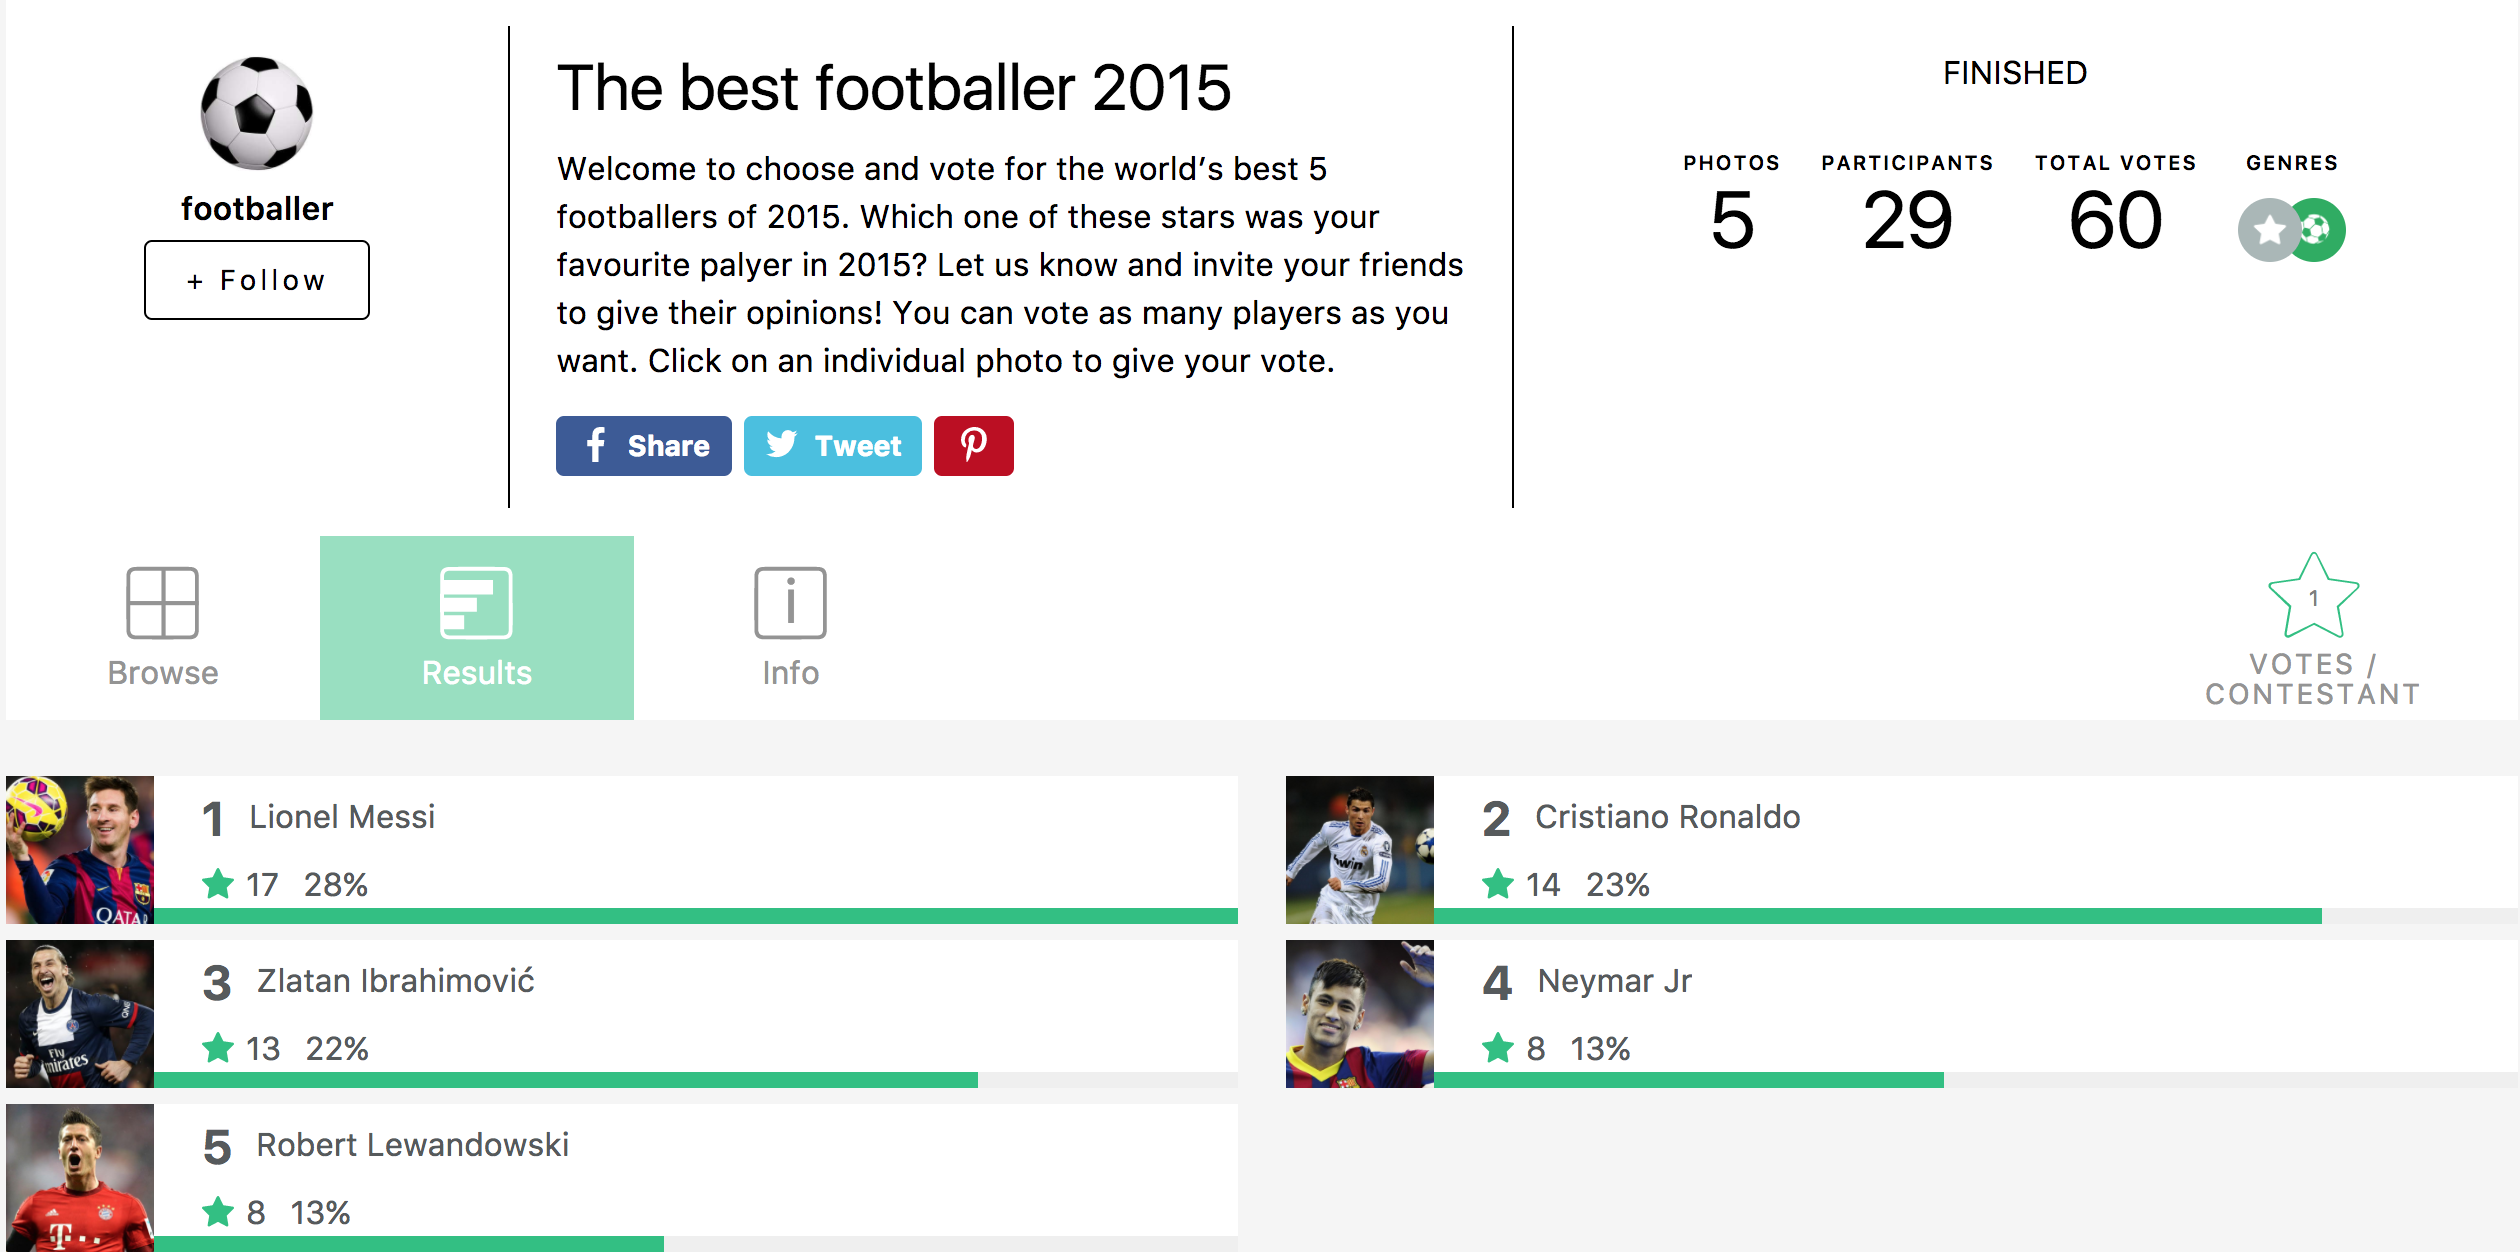 footballer
+ Follow
The best footballer 2015
Welcome to choose and vote for the world’s best 5
footballers of 2015. Which one of these stars was your
favourite palyer in 2015? Let us know and invite your friends
to give their opinions! You can vote as many players as you
want. Click on an individual photo to give your vote.
Share Tweet
FINISHED
PHOTOS PARTICIPANTS TOTAL VOTES GENRES
5 29 60
Browse
Results
Info
1
VOTES /
CONTESTANT
1 Lionel Messi
17 28%
QATAR
2 Cristiano Ronaldo
14 23%
bwin
3 Zlatan Ibrahimović
13 22%
Fly
Emirates
4 Neymar Jr
8 13%
5 Robert Lewandowski
8 13%
T